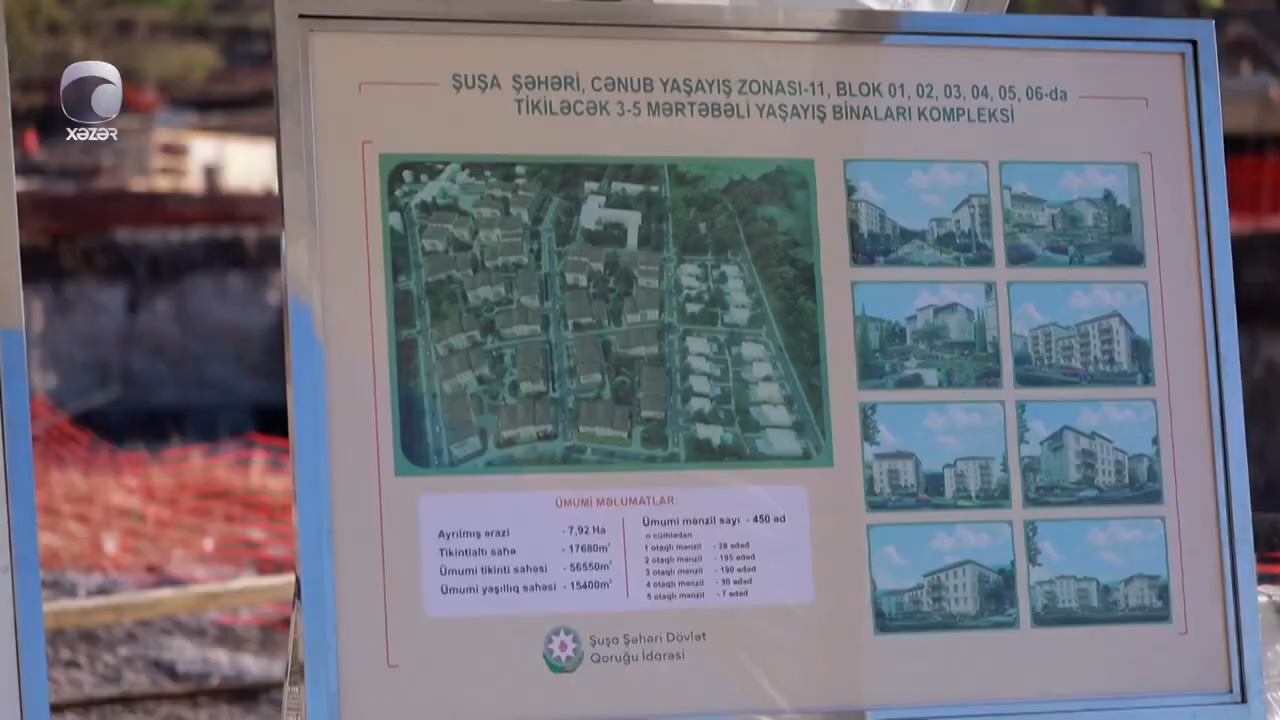 XƏZƏR
ŞUŞA ŞƏHƏRİ, CƏNUB YAŞAYIŞ ZONASI-11, BLOK 01, 02, 03, 04, 05, 06-da
TİKİLƏCƏK 3-5 MƏRTƏBƏLİ YAŞAYIŞ BİNALARI KOMPLEKSİ
ÜMUMİ MƏLUMATLAR:
Ayrılmış ərazi - 7,92 Ha
Tikintialtı sahə - 17680m²
Ümumi tikinti sahəsi - 56550m²
Ümumi yaşıllıq sahəsi - 15400m²
Ümumi mənzil sayı - 450 əd
o cümlədən
1 otaqlı mənzil - 28 ədəd
2 otaqlı mənzil - 195 ədəd
3 otaqlı mənzil - 190 ədəd
4 otaqlı mənzil - 30 ədəd
5 otaqlı mənzil - 7 ədəd
Şuşa Şəhəri Dövlət
Qoruğu İdarəsi